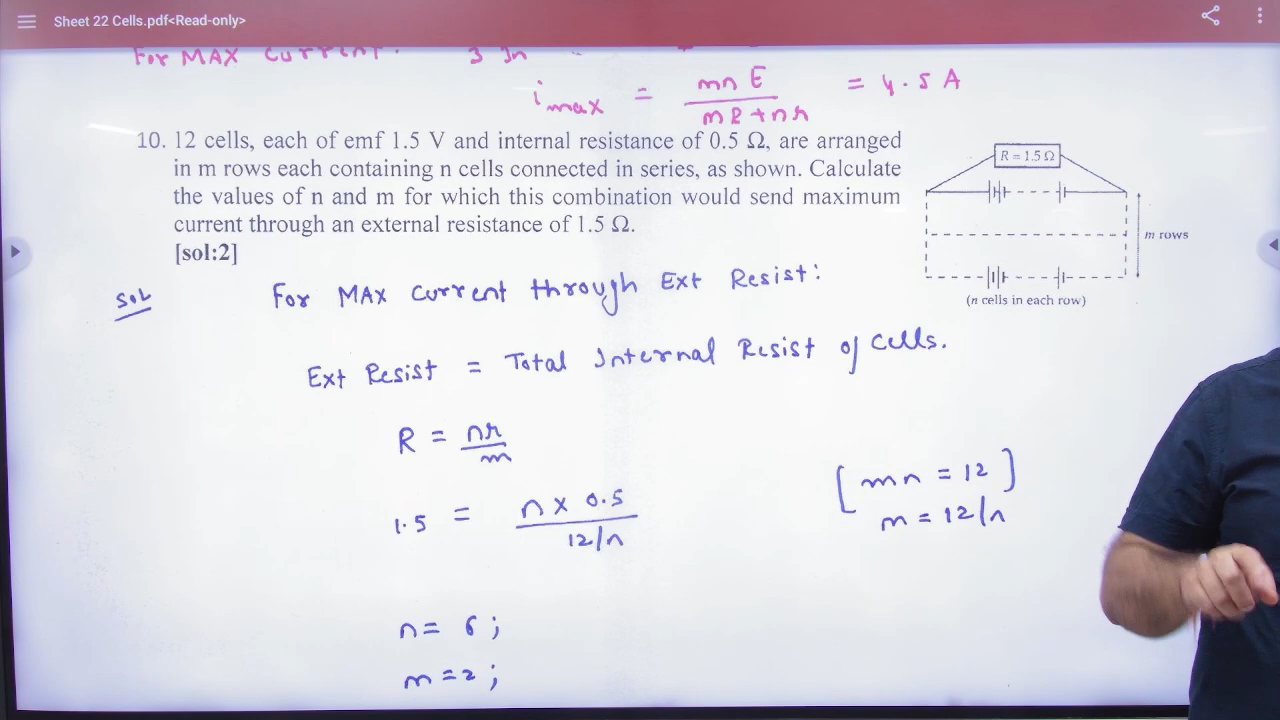 Sheet 22 Cells.pdf<Read-only>
For MAX Current.
i max = mn E / mR + nr = 4.5 A
10. 12 cells, each of emf 1.5 V and internal resistance of 0.5 Ω, are arranged
in m rows each containing n cells connected in series, as shown. Calculate
the values of n and m for which this combination would send maximum
current through an external resistance of 1.5 Ω.
[sol:2]
R = 1.5 Ω
m rows
(n cells in each row)
Sol
For MAX Current through Ext Resist:
Ext Resist = Total Internal Resist of Cells.
R = nr / m
1.5 = n x 0.5 / 12/n
[mn = 12]
m = 12/n
n = 6;
m = 2;